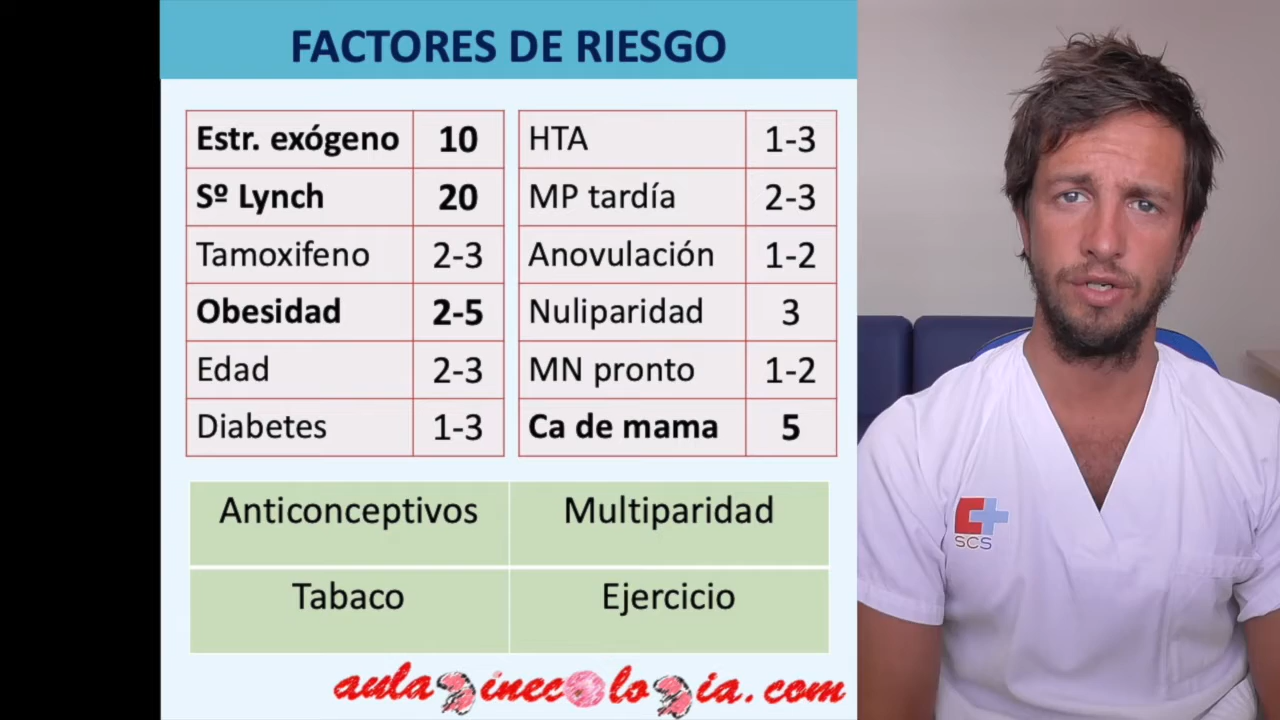 FACTORES DE RIESGO
Estr. exógeno 10
Sº Lynch 20
Tamoxifeno 2-3
Obesidad 2-5
Edad 2-3
Diabetes 1-3
HTA 1-3
MP tardía 2-3
Anovulación 1-2
Nuliparidad 3
MN pronto 1-2
Ca de mama 5
Anticonceptivos Multiparidad
Tabaco Ejercicio
aulaginecologia.com
SCS